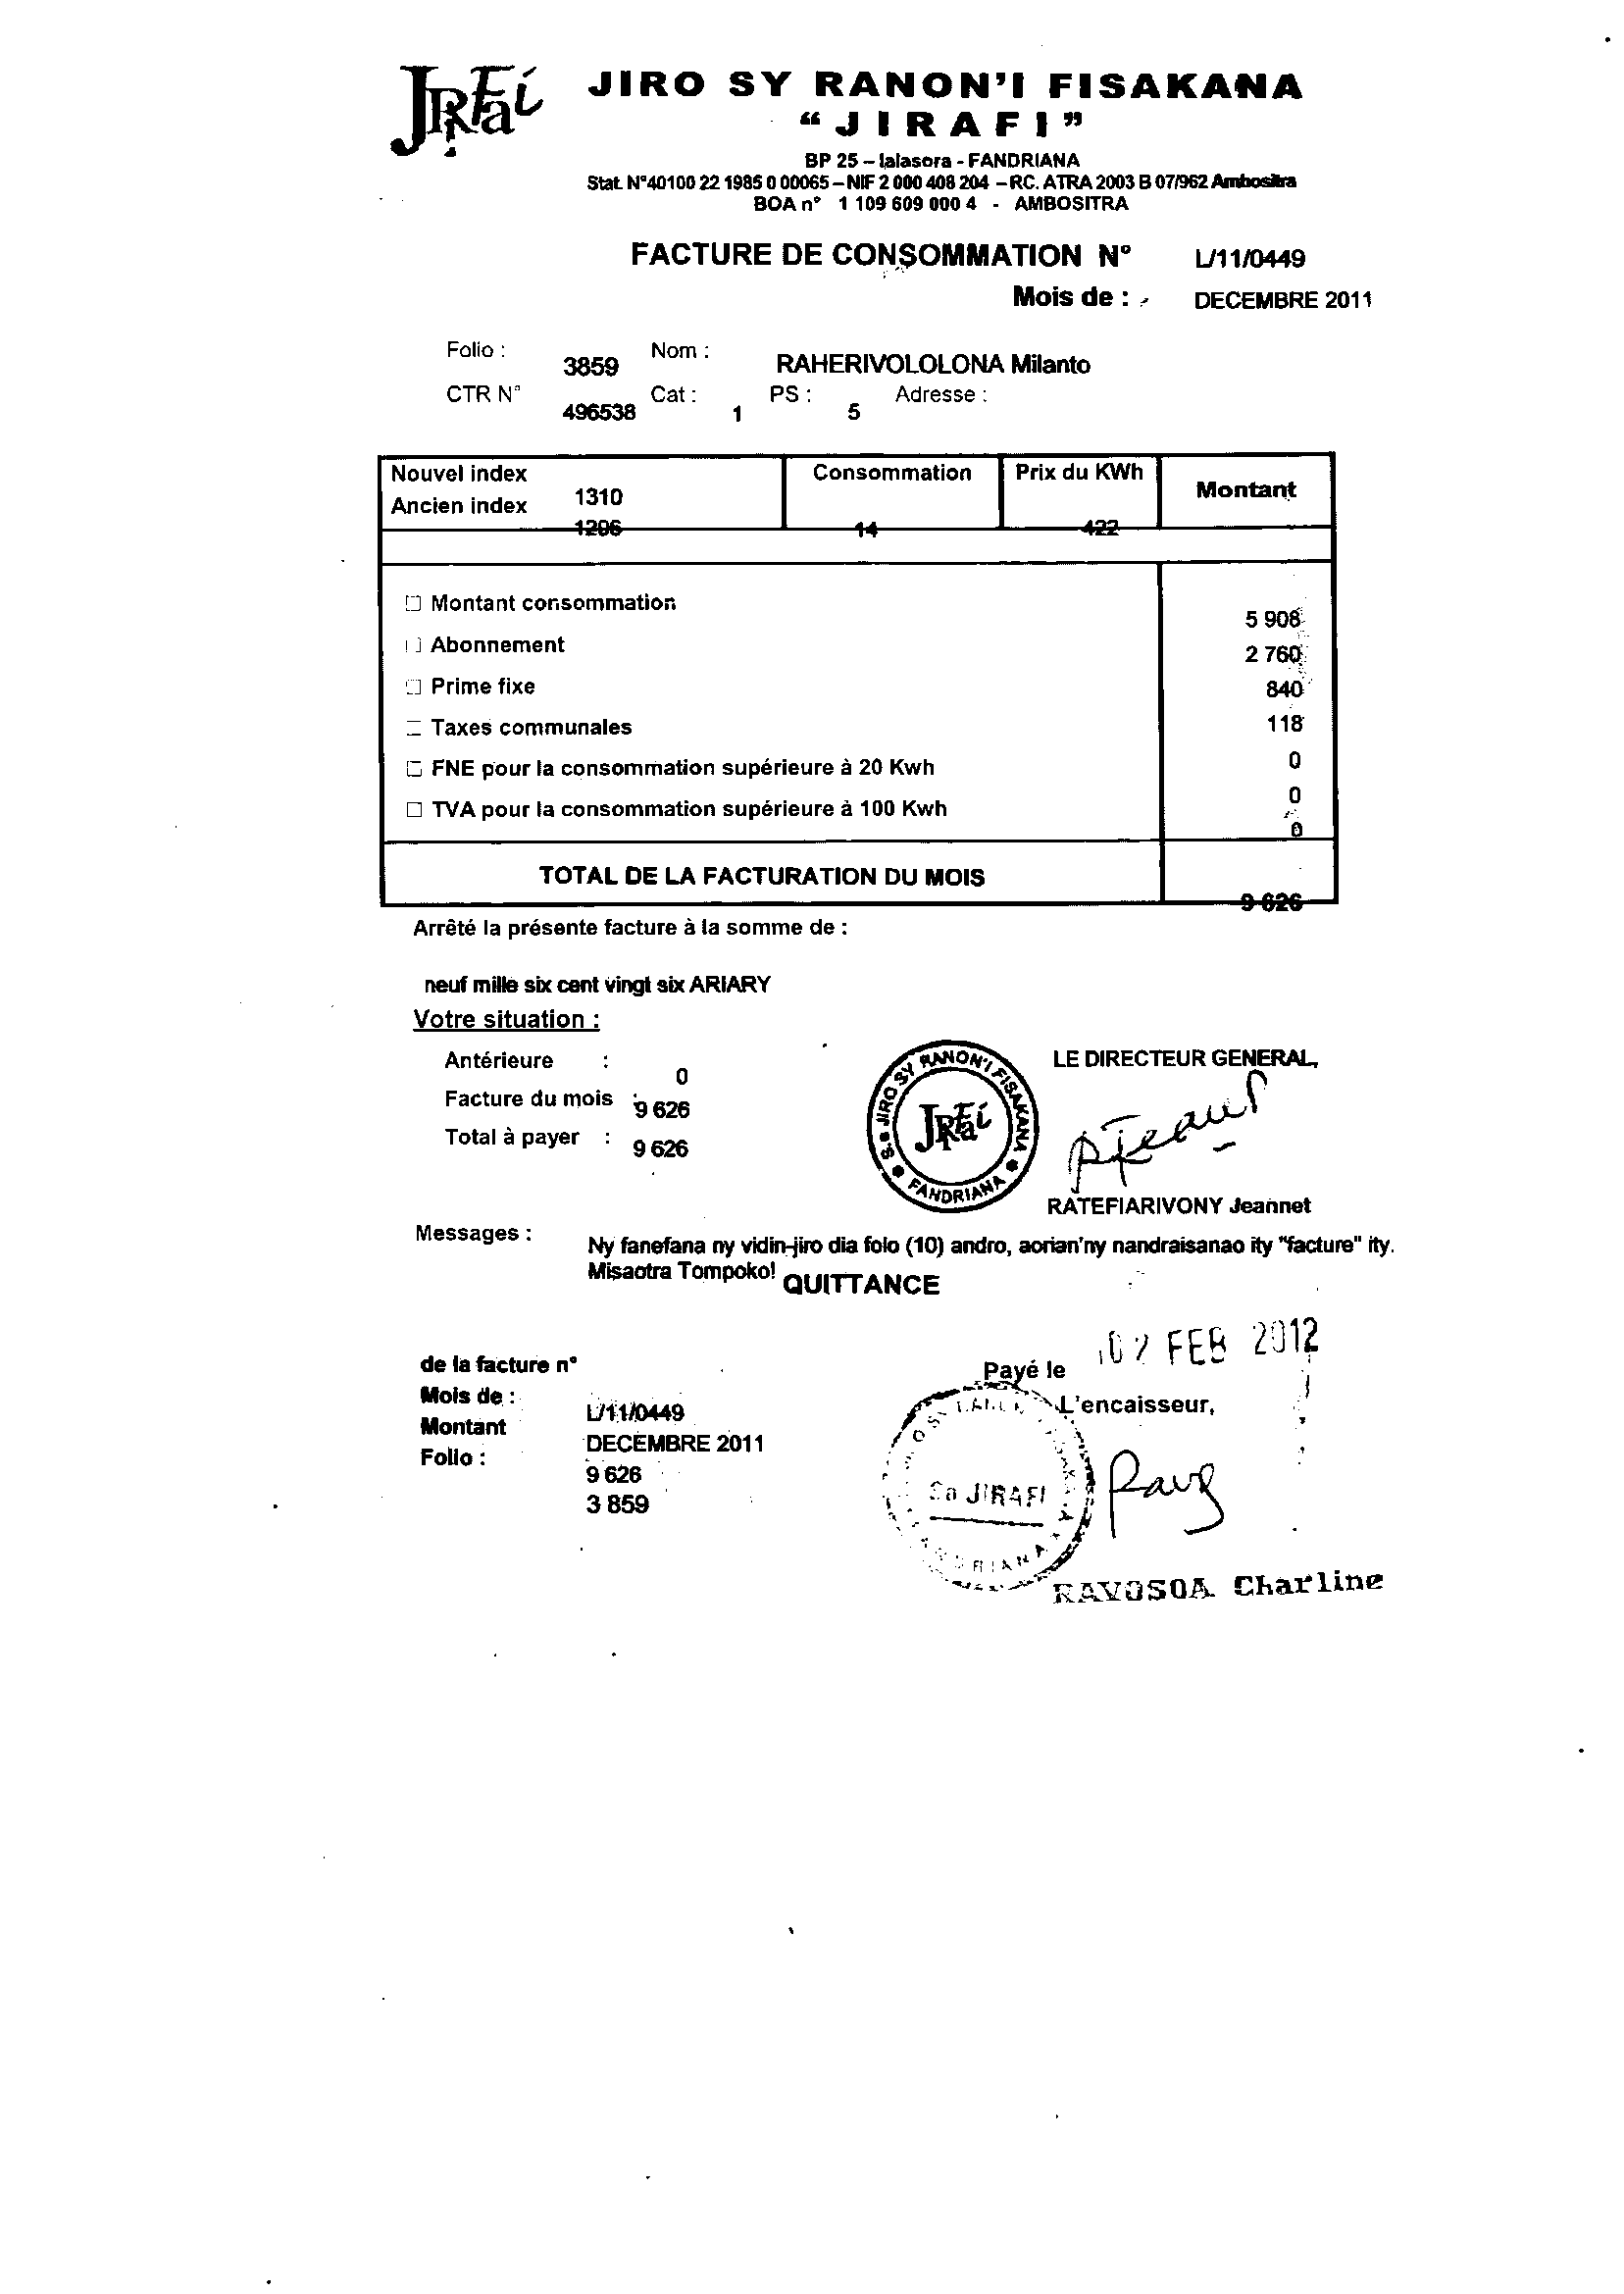 JIRAFi
JIRO SY RANON'I FISAKANA
“JIRAFI”
BP 25 – Ialasora - FANDRIANA
Stat. N°40100 22 1985 0 00065 – NIF 2 000 408 204 – RC. ATRA 2003 B 07/962 Ambositra
BOA n° 1 109 609 000 4 - AMBOSITRA
FACTURE DE CONSOMMATION N° L/11/0449
Mois de : DECEMBRE 2011
Folio : 3859 Nom : RAHERIVOLOLONA Milanto
CTR N° 496538 Cat : 1 PS : 5 Adresse :
Nouvel index 1310 Consommation Prix du KWh Montant
Ancien index 1296 14 422
Montant consommation 5 908
Abonnement 2 760
Prime fixe 840
Taxes communales 118
FNE pour la consommation supérieure à 20 Kwh 0
TVA pour la consommation supérieure à 100 Kwh 0
0
TOTAL DE LA FACTURATION DU MOIS 9 626
Arrêté la présente facture à la somme de :
neuf mille six cent vingt six ARIARY
Votre situation :
Antérieure : 0
Facture du mois : 9 626
Total à payer : 9 626
S.a JIRO SY RANON'I FISAKANA
JIRAFi
FANDRIANA
LE DIRECTEUR GENERAL,
RATEFIARIVONY Jeannet
Messages : Ny fanefana ny vidin-jiro dia folo (10) andro, aorian'ny nandraisanao ity "facture" ity.
Misaotra Tompoko!
QUITTANCE
de la facture n° L/11/0449
Mois de : DECEMBRE 2011
Montant 9 626
Folio : 3 859
Payé le 02 FEB 2012
L'encaisseur,
Sa JIRAFI
RAVOSOA Charline